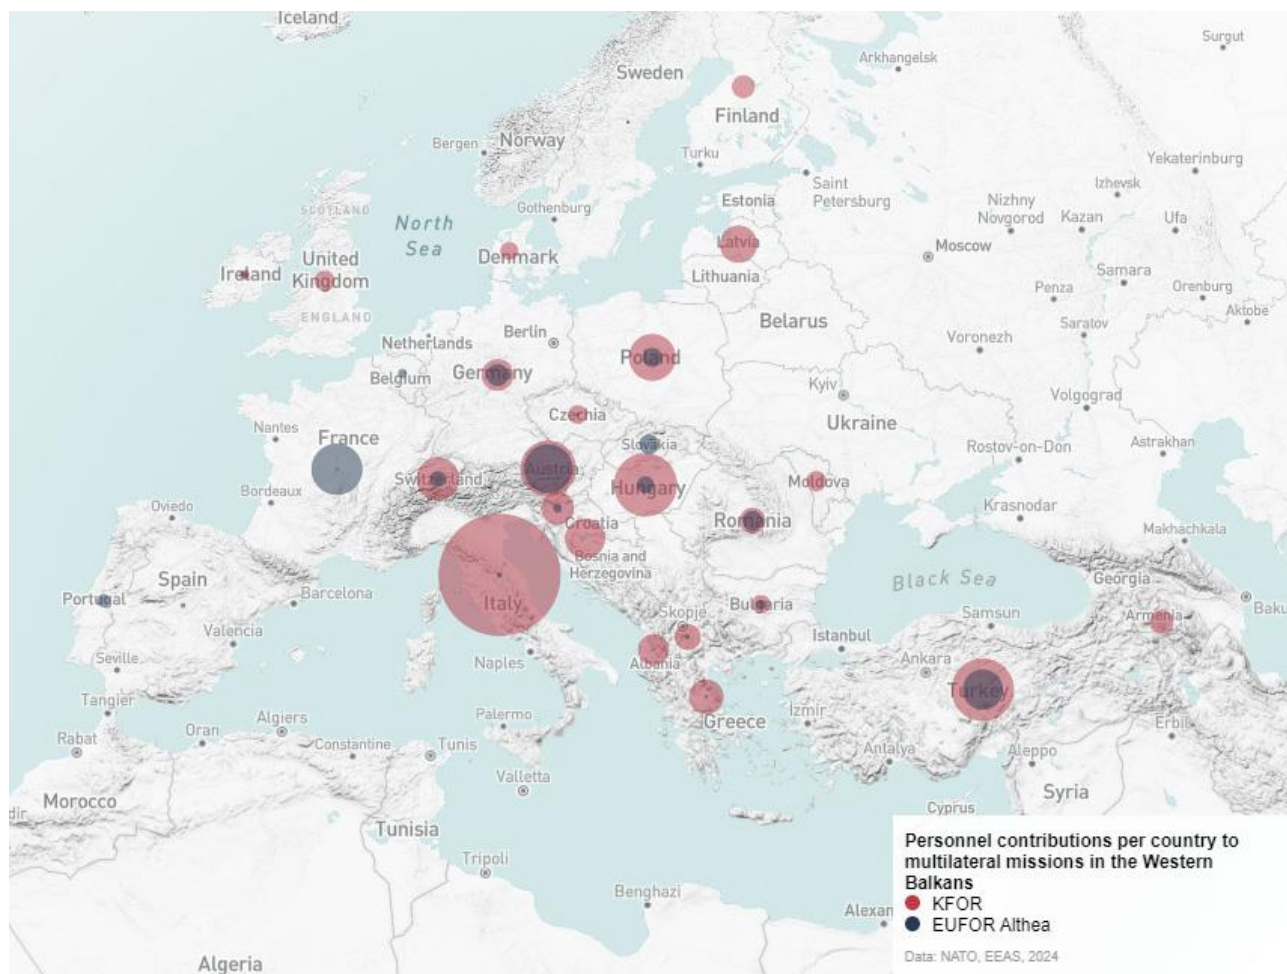 Iceland
Surgut
Arkhangelsk
Sweden
Finland
Norway
Bergen
Turku
Yekaterinburg
Saint
Petersburg
Izhevsk
Estonia
SCOTLAND
Gothenburg
Nizhny
Novgorod
Kazan
Ufa
North
Sea
Latvia
Moscow
Denmark
United
Kingdom
Ireland
Lithuania
Samara
Penza
Orenburg
ENGLAND
Belarus
Saratov
Aktobe
Berlin
Netherlands
Voronezh
Poland
Germany
Belgium
Kyiv
Volgograd
Czechia
Ukraine
Nantes
France
Slovakia
Rostov-on-Don
Astrakhan
Austria
Switzerland
Hungary
Moldova
Bordeaux
Oviedo
Krasnodar
Croatia
Romania
Makhachkala
Bosnia and
Herzegovina
Black Sea
Georgia
Spain
Barcelona
Portugal
Italy
Bulgaria
Skopje
Samsun
Armenia
Baku
Valencia
Istanbul
Naples
Albania
Ankara
Seville
Turkey
Tangier
Greece
Izmir
Palermo
Algiers
Oran
Constantine
Tunis
Rabat
Antalya
Aleppo
Erbil
Valletta
Morocco
dir
Syria
Cyprus
Tunisia
Tripoli
Benghazi
Alexan
Algeria
Personnel contributions per country to
multilateral missions in the Western
Balkans
KFOR
EUFOR Althea
Data: NATO, EEAS, 2024